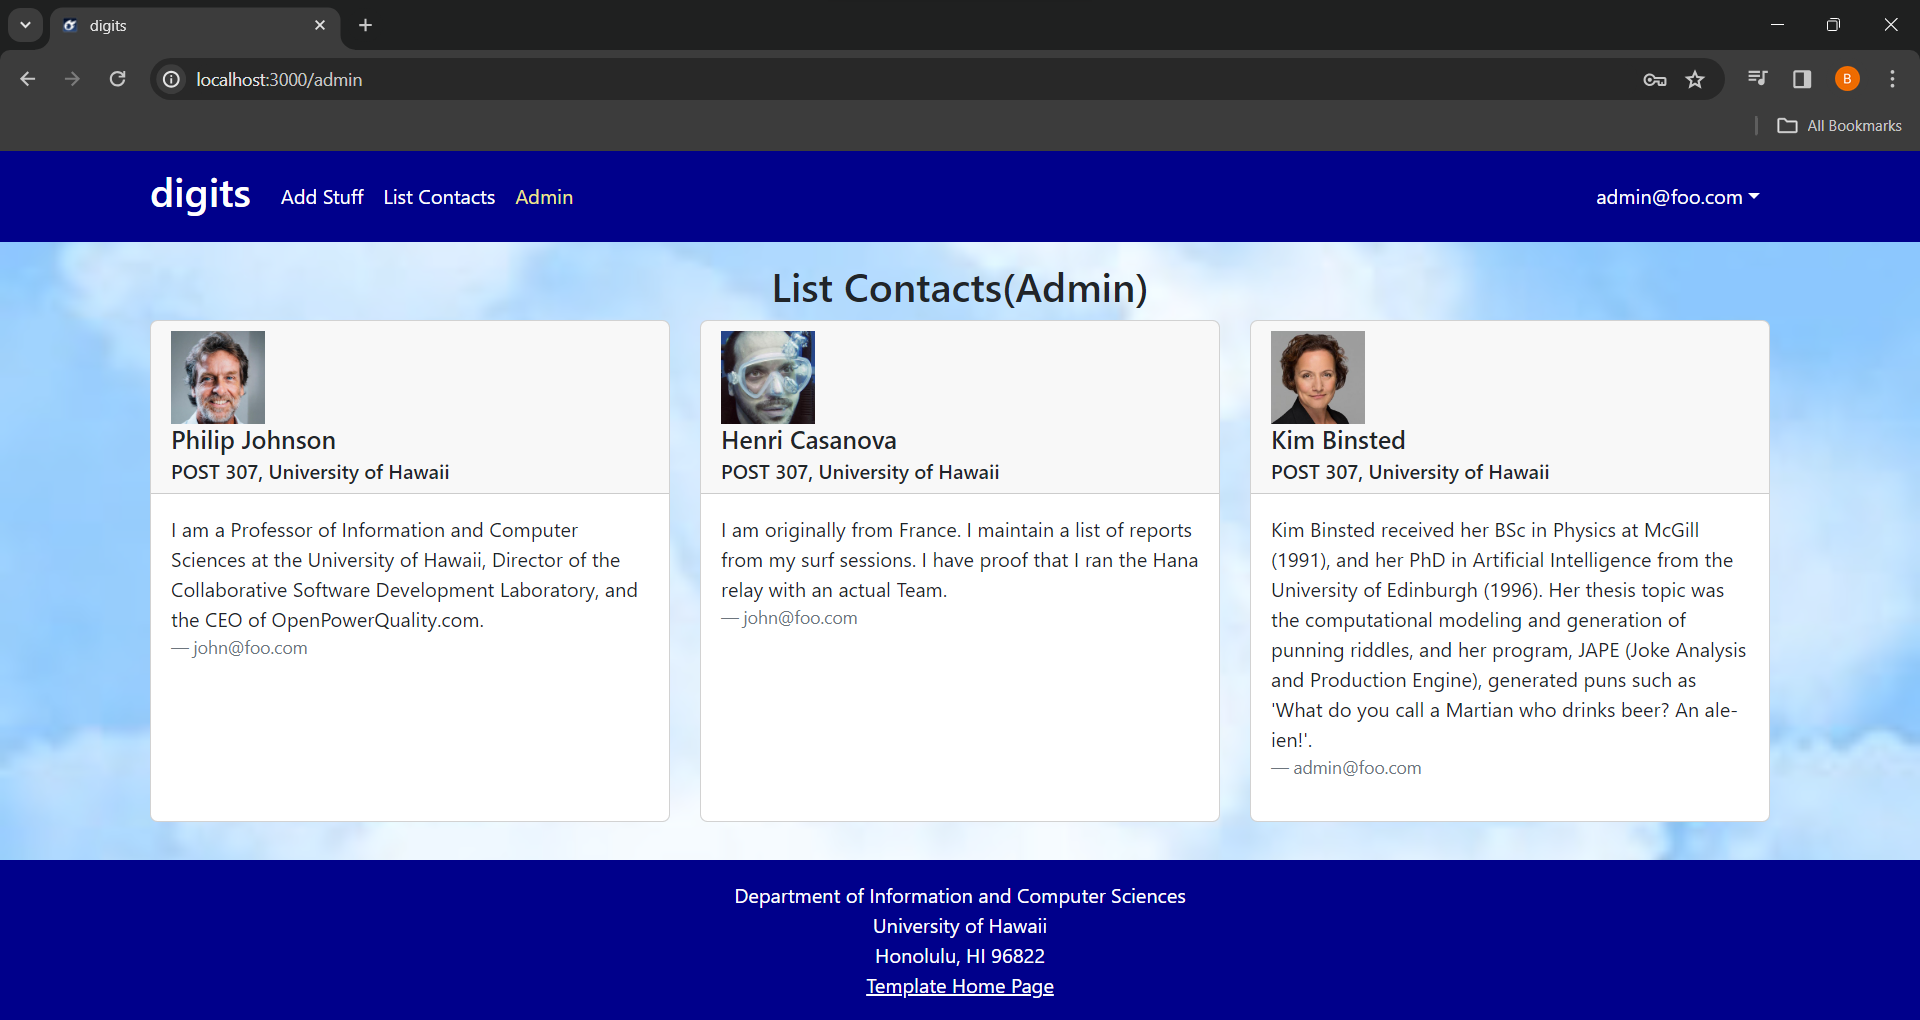 digits
localhost:3000/admin
B
All Bookmarks
digits Add Stuff List Contacts Admin admin@foo.com
List Contacts(Admin)
Philip Johnson
POST 307, University of Hawaii
I am a Professor of Information and Computer
Sciences at the University of Hawaii, Director of the
Collaborative Software Development Laboratory, and
the CEO of OpenPowerQuality.com.
— john@foo.com
Henri Casanova
POST 307, University of Hawaii
I am originally from France. I maintain a list of reports
from my surf sessions. I have proof that I ran the Hana
relay with an actual Team.
— john@foo.com
Kim Binsted
POST 307, University of Hawaii
Kim Binsted received her BSc in Physics at McGill
(1991), and her PhD in Artificial Intelligence from the
University of Edinburgh (1996). Her thesis topic was
the computational modeling and generation of
punning riddles, and her program, JAPE (Joke Analysis
and Production Engine), generated puns such as
'What do you call a Martian who drinks beer? An ale-
ien!'.
— admin@foo.com
Department of Information and Computer Sciences
University of Hawaii
Honolulu, HI 96822
Template Home Page